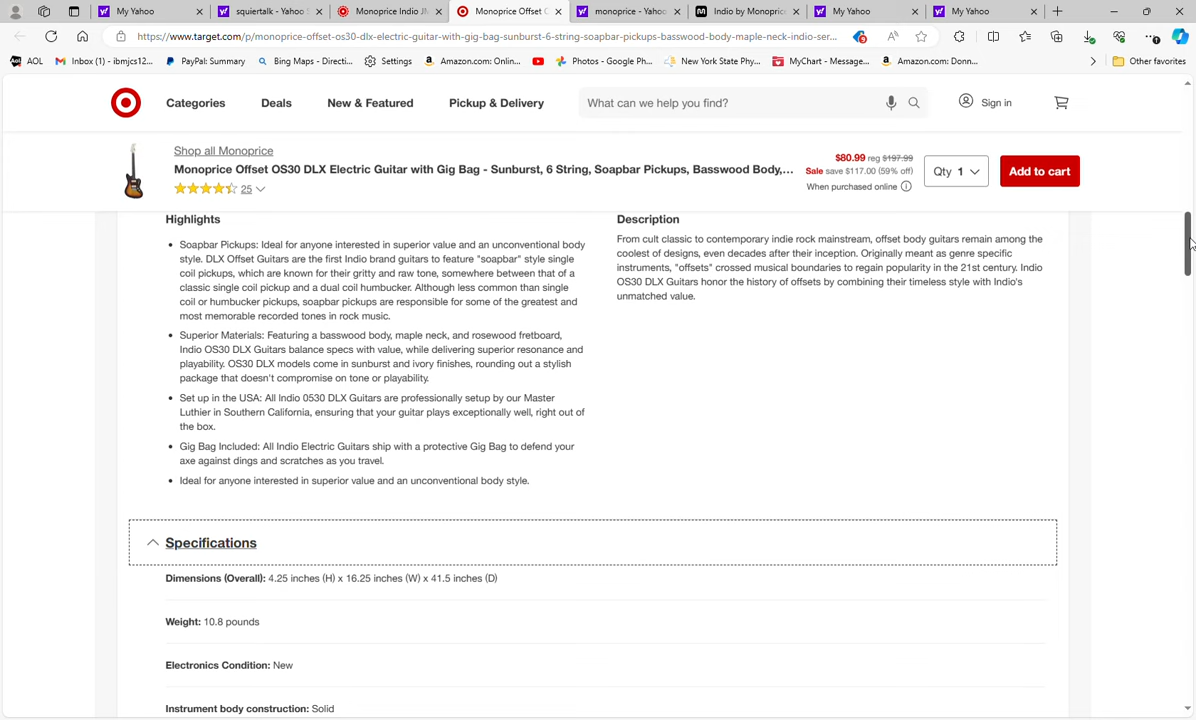 My Yahoo
squiertalk - Yahoo S
Monoprice Indio JM
Monoprice Offset O
monoprice - Yahoo
Indio by Monopric
My Yahoo
My Yahoo
https://www.target.com/p/monoprice-offset-os30-dlx-electric-guitar-with-gig-bag-sunburst-6-string-soapbar-pickups-basswood-body-maple-neck-indio-ser...
AOL
Inbox (1) - ibmjcs12...
PayPal: Summary
Bing Maps - Directi...
Settings
Amazon.com: Onlin...
Photos - Google Ph...
New York State Phy...
MyChart - Message...
Amazon.com: Donn...
Other favorites
Categories
Deals
New & Featured
Pickup & Delivery
What can we help you find?
Sign in
Shop all Monoprice
Monoprice Offset OS30 DLX Electric Guitar with Gig Bag - Sunburst, 6 String, Soapbar Pickups, Basswood Body,...
25
$80.99 reg $197.99
Sale save $117.00 (59% off)
When purchased online
Qty 1
Add to cart
Highlights
Soapbar Pickups: Ideal for anyone interested in superior value and an unconventional body
style. DLX Offset Guitars are the first Indio brand guitars to feature "soapbar" style single
coil pickups, which are known for their gritty and raw tone, somewhere between that of a
classic single coil pickup and a dual coil humbucker. Although less common than single
coil or humbucker pickups, soapbar pickups are responsible for some of the greatest and
most memorable recorded tones in rock music.
Superior Materials: Featuring a basswood body, maple neck, and rosewood fretboard,
Indio OS30 DLX Guitars balance specs with value, while delivering superior resonance and
playability. OS30 DLX models come in sunburst and ivory finishes, rounding out a stylish
package that doesn't compromise on tone or playability.
Set up in the USA: All Indio 0530 DLX Guitars are professionally setup by our Master
Luthier in Southern California, ensuring that your guitar plays exceptionally well, right out of
the box.
Gig Bag Included: All Indio Electric Guitars ship with a protective Gig Bag to defend your
axe against dings and scratches as you travel.
Ideal for anyone interested in superior value and an unconventional body style.
Description
From cult classic to contemporary indie rock mainstream, offset body guitars remain among the
coolest of designs, even decades after their inception. Originally meant as genre specific
instruments, "offsets" crossed musical boundaries to regain popularity in the 21st century. Indio
OS30 DLX Guitars honor the history of offsets by combining their timeless style with Indio's
unmatched value.
Specifications
Dimensions (Overall): 4.25 inches (H) x 16.25 inches (W) x 41.5 inches (D)
Weight: 10.8 pounds
Electronics Condition: New
Instrument body construction: Solid